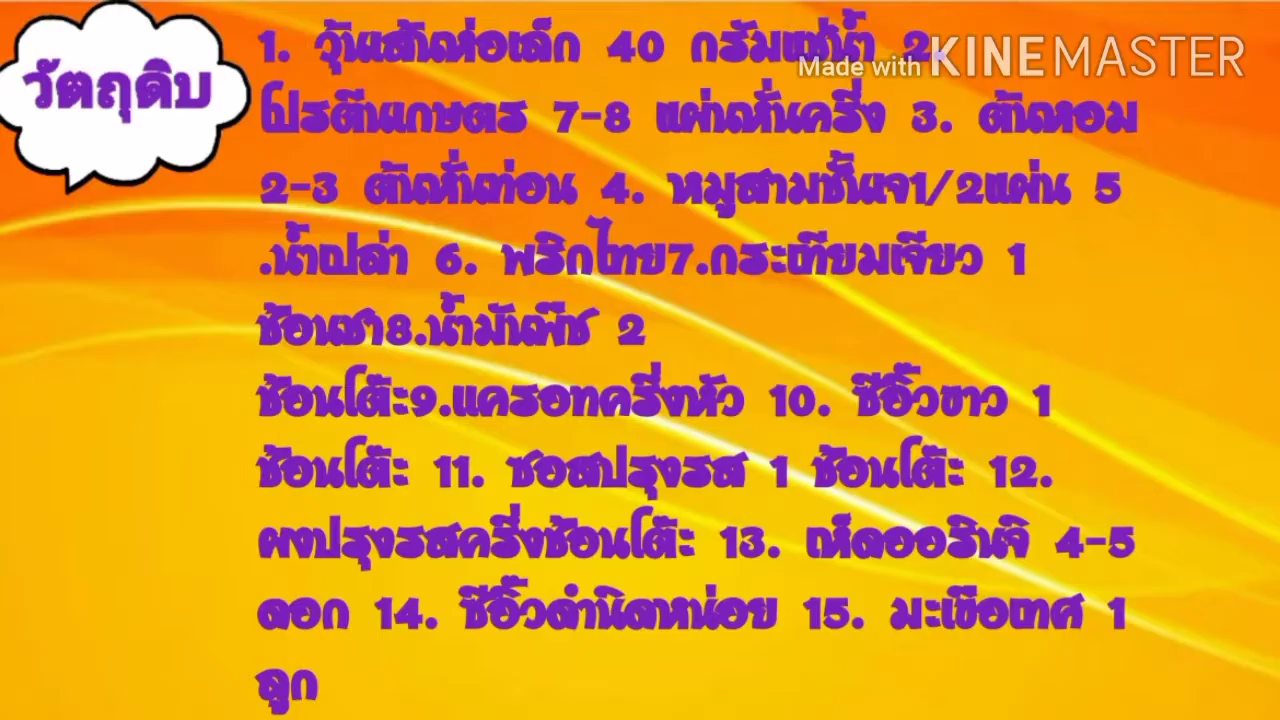 วัตถุดิบ
1. วุ้นเส้นห่อเล็ก 40 กรัมแช่น้ำ 2.
Made with KINEMASTER
โปรตีนเกษตร 7-8 แผ่นหั่นครึ่ง 3. ต้นหอม
2-3 ต้นหั่นท่อน 4. หมูสามชั้นเจ1/2แผ่น 5
.น้ำเปล่า 6. พริกไทย7.กระเทียมเจียว 1
ช้อนชา8.น้ำมันพืช 2
ช้อนโต๊ะ9.แครอทครึ่งหัว 10. ซีอิ๊วขาว 1
ช้อนโต๊ะ 11. ซอสปรุงรส 1 ช้อนโต๊ะ 12.
ผงปรุงรสครึ่งช้อนโต๊ะ 13. เห็ดออรินจิ 4-5
ดอก 14. ซีอิ๊วดำนิดหน่อย 15. มะเขือเทศ 1
ลูก